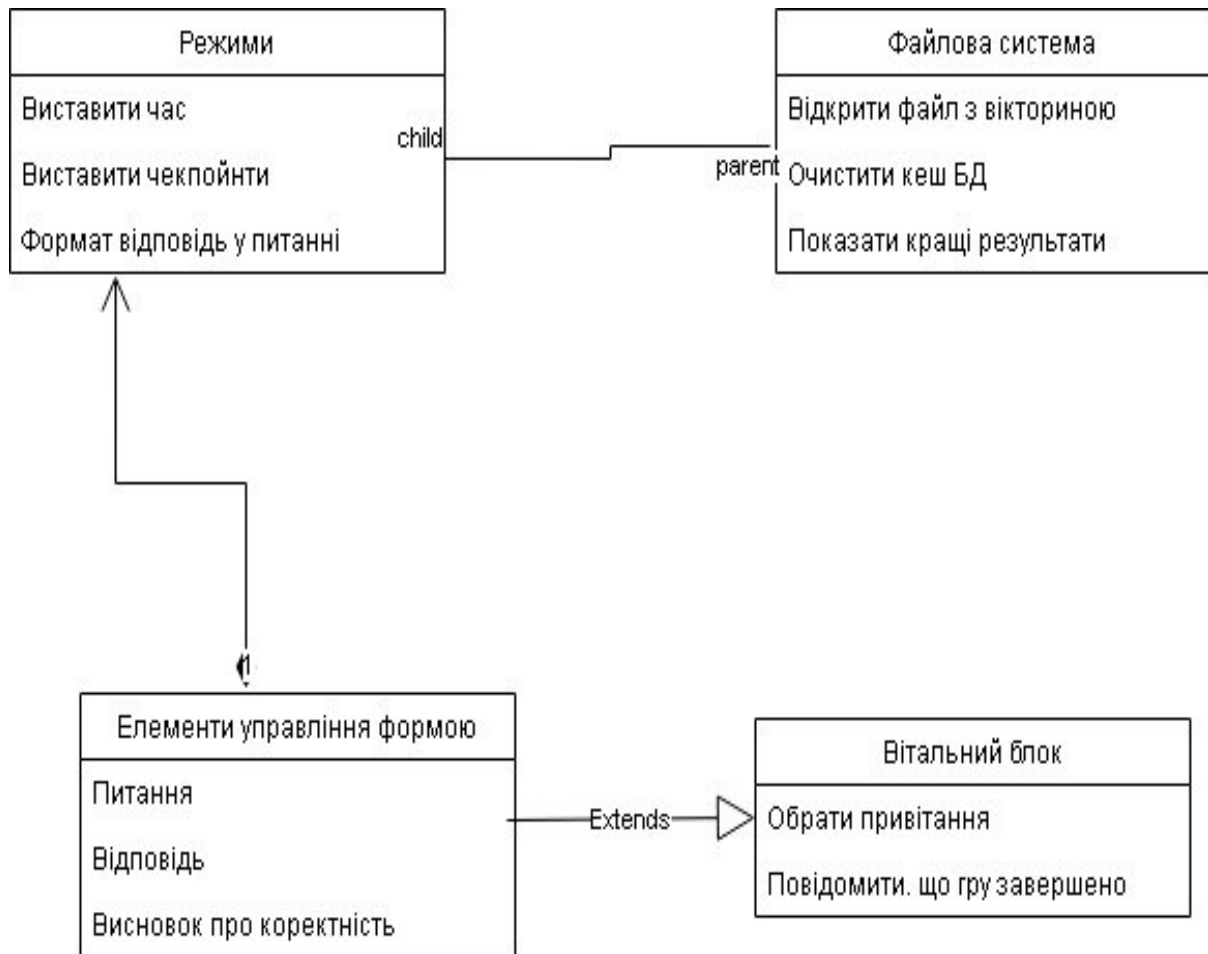 Режими
Виставити час
Виставити чекпойнти
Формат відповідь у питанні
child
parent
Файлова система
Відкрити файл з вікториною
Очистити кеш БД
Показати кращі результати
1
Елементи управління формою
Питання
Відповідь
Висновок про коректність
Extends
Вітальний блок
Обрати привітання
Повідомити. що гру завершено